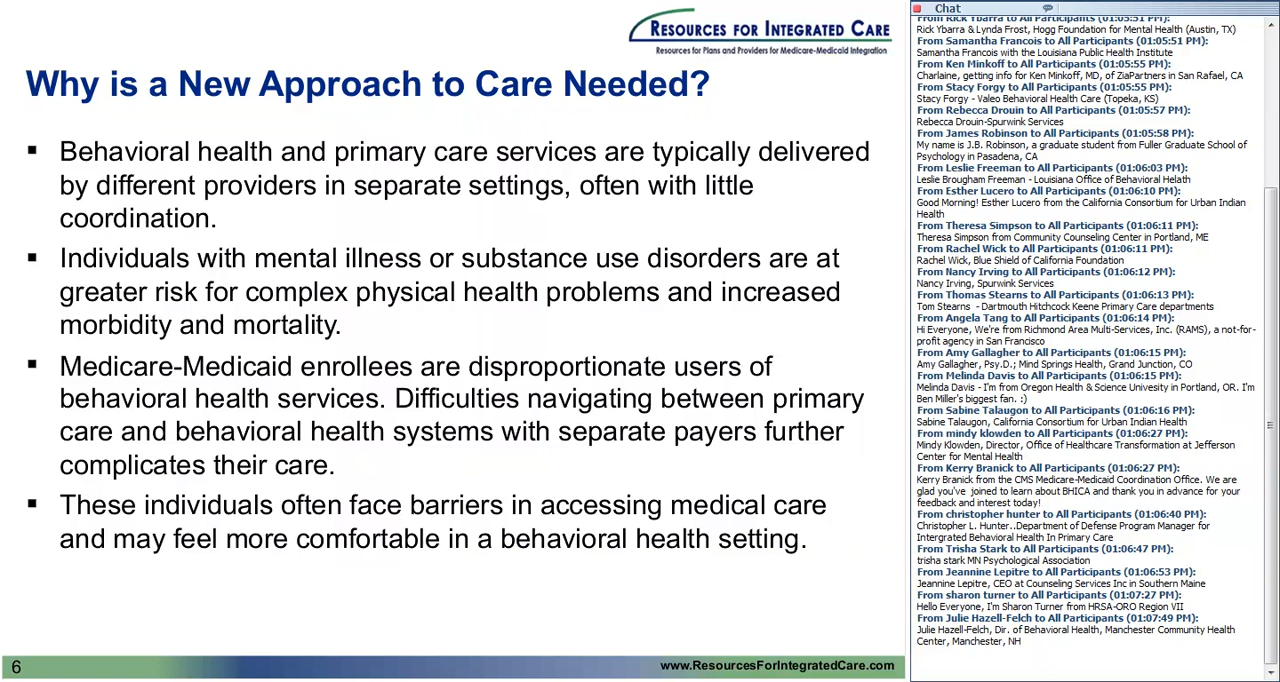 RESOURCES FOR INTEGRATED CARE
Resources for Plans and Providers for Medicare-Medicaid Integration
Why is a New Approach to Care Needed?
▪ Behavioral health and primary care services are typically delivered
by different providers in separate settings, often with little
coordination.
▪ Individuals with mental illness or substance use disorders are at
greater risk for complex physical health problems and increased
morbidity and mortality.
▪ Medicare-Medicaid enrollees are disproportionate users of
behavioral health services. Difficulties navigating between primary
care and behavioral health systems with separate payers further
complicates their care.
▪ These individuals often face barriers in accessing medical care
and may feel more comfortable in a behavioral health setting.
6
www.ResourcesForIntegratedCare.com
Chat
From Rick Ybarra to All Participants (01:05:51 PM):
Rick Ybarra & Lynda Frost, Hogg Foundation for Mental Health (Austin, TX)
From Samantha Francois to All Participants (01:05:51 PM):
Samantha Francois with the Louisiana Public Health Institute
From Ken Minkoff to All Participants (01:05:55 PM):
Charlaine, getting info for Ken Minkoff, MD, of ZiaPartners in San Rafael, CA
From Stacy Forgy to All Participants (01:05:55 PM):
Stacy Forgy - Valeo Behavioral Health Care (Topeka, KS)
From Rebecca Drouin to All Participants (01:05:57 PM):
Rebecca Drouin-Spurwink Services
From James Robinson to All Participants (01:05:58 PM):
My name is J.B. Robinson, a graduate student from Fuller Graduate School of
Psychology in Pasadena, CA
From Leslie Freeman to All Participants (01:06:03 PM):
Leslie Brougham Freeman - Louisiana Office of Behavioral Helath
From Esther Lucero to All Participants (01:06:10 PM):
Good Morning! Esther Lucero from the California Consortium for Urban Indian
Health
From Theresa Simpson to All Participants (01:06:11 PM):
Theresa Simpson from Community Counseling Center in Portland, ME
From Rachel Wick to All Participants (01:06:11 PM):
Rachel Wick, Blue Shield of California Foundation
From Nancy Irving to All Participants (01:06:12 PM):
Nancy Irving, Spurwink Services
From Thomas Stearns to All Participants (01:06:13 PM):
Tom Stearns - Dartmouth Hitchcock Keene Primary Care departments
From Angela Tang to All Participants (01:06:14 PM):
Hi Everyone, We're from Richmond Area Multi-Services, Inc. (RAMS), a not-for-
profit agency in San Francisco
From Amy Gallagher to All Participants (01:06:15 PM):
Amy Gallagher, Psy.D.; Mind Springs Health, Grand Junction, CO
From Melinda Davis to All Participants (01:06:15 PM):
Melinda Davis - I'm from Oregon Health & Science Univesity in Portland, OR. I'm
Ben Miller's biggest fan. :)
From Sabine Talaugon to All Participants (01:06:16 PM):
Sabine Talaugon, California Consortium for Urban Indian Health
From mindy klowden to All Participants (01:06:27 PM):
Mindy Klowden, Director, Office of Healthcare Transformation at Jefferson
Center for Mental Health
From Kerry Branick to All Participants (01:06:27 PM):
Kerry Branick from the CMS Medicare-Medicaid Coordination Office. We are
glad you've joined to learn about BHICA and thank you in advance for your
feedback and interest today!
From christopher hunter to All Participants (01:06:40 PM):
Christopher L. Hunter..Department of Defense Program Manager for
Intergrated Behavioral Health In Primary Care
From Trisha Stark to All Participants (01:06:47 PM):
trisha stark MN Psychological Association
From Jeannine Lepitre to All Participants (01:06:53 PM):
Jeannine Lepitre, CEO at Counseling Services Inc in Southern Maine
From sharon turner to All Participants (01:07:27 PM):
Hello Everyone, I'm Sharon Turner from HRSA-ORO Region VII
From Julie Hazell-Felch to All Participants (01:07:49 PM):
Julie Hazell-Felch, Dir. of Behavioral Health, Manchester Community Health
Center, Manchester, NH